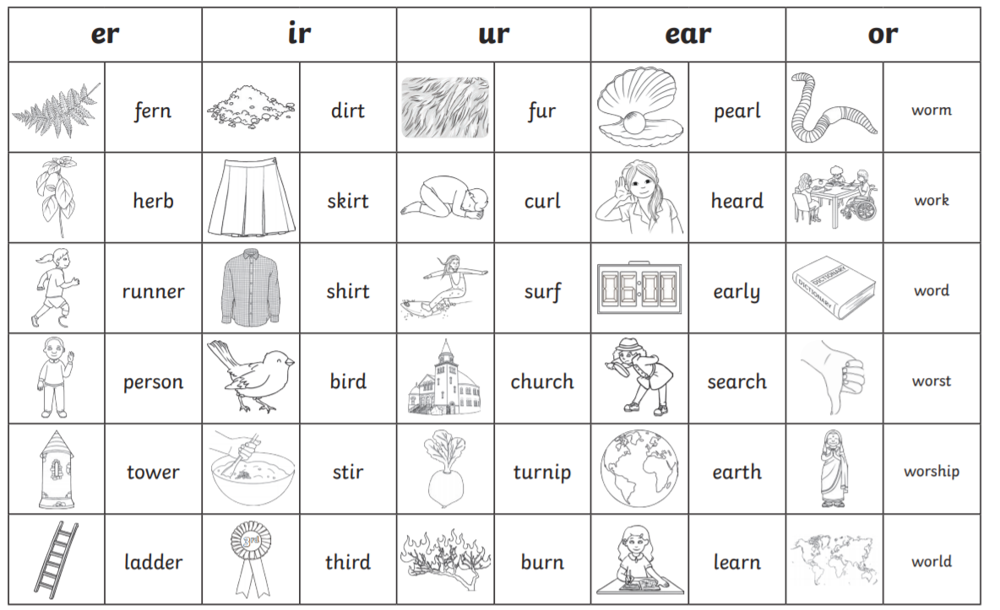 er ir ur ear or
fern dirt fur pearl worm
herb skirt curl heard work
runner shirt surf 06:00 early DICTIONARY DICTIONARY word
person bird church search worst
tower stir turnip earth worship
ladder 3rd third burn learn world